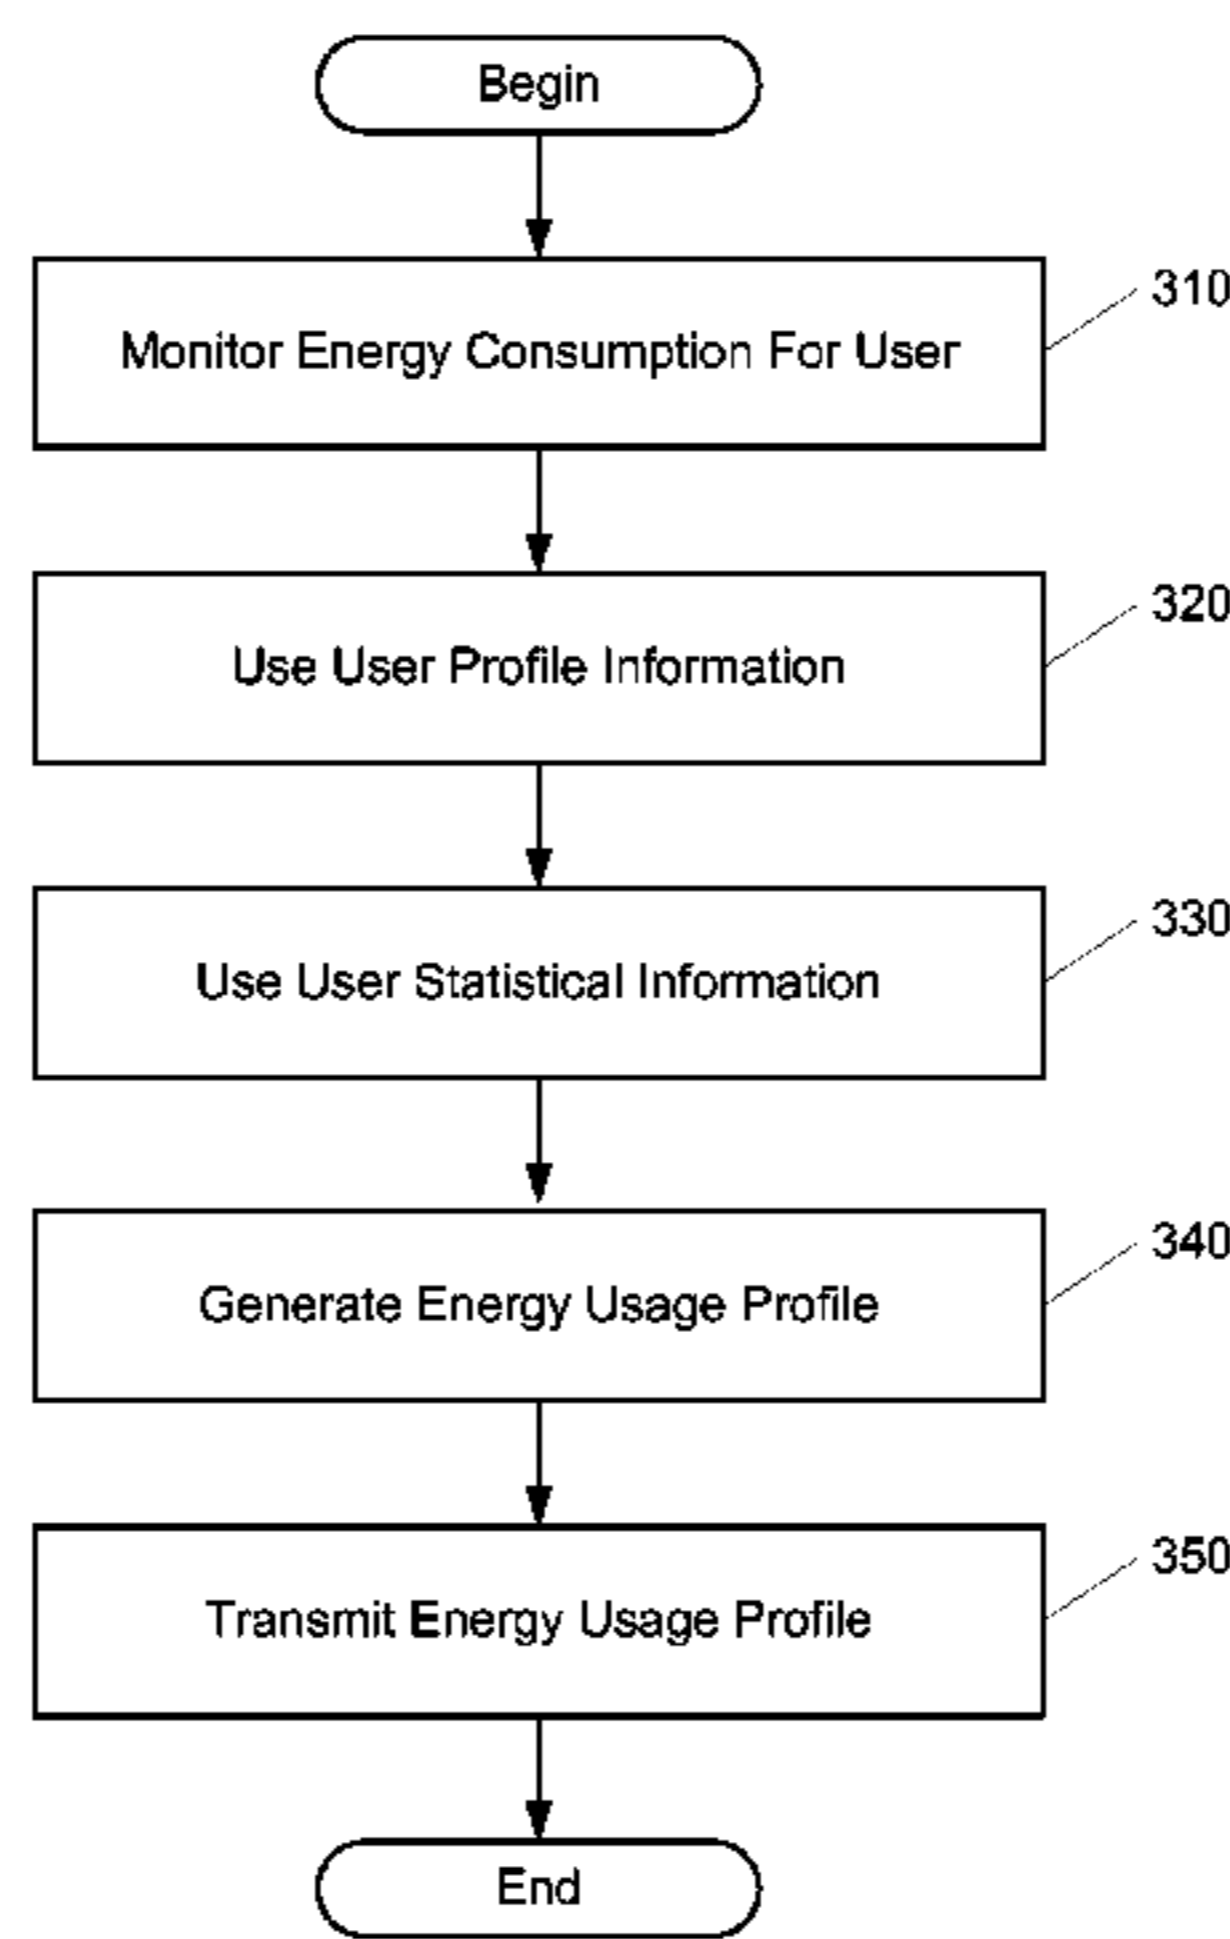 Begin
Monitor Energy Consumption For User
310
Use User Profile Information
320
Use User Statistical Information
330
Generate Energy Usage Profile
340
Transmit Energy Usage Profile
350
End